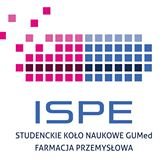 ISPE
STUDENCKIE KOŁO NAUKOWE GUMed
FARMACJA PRZEMYSŁOWA